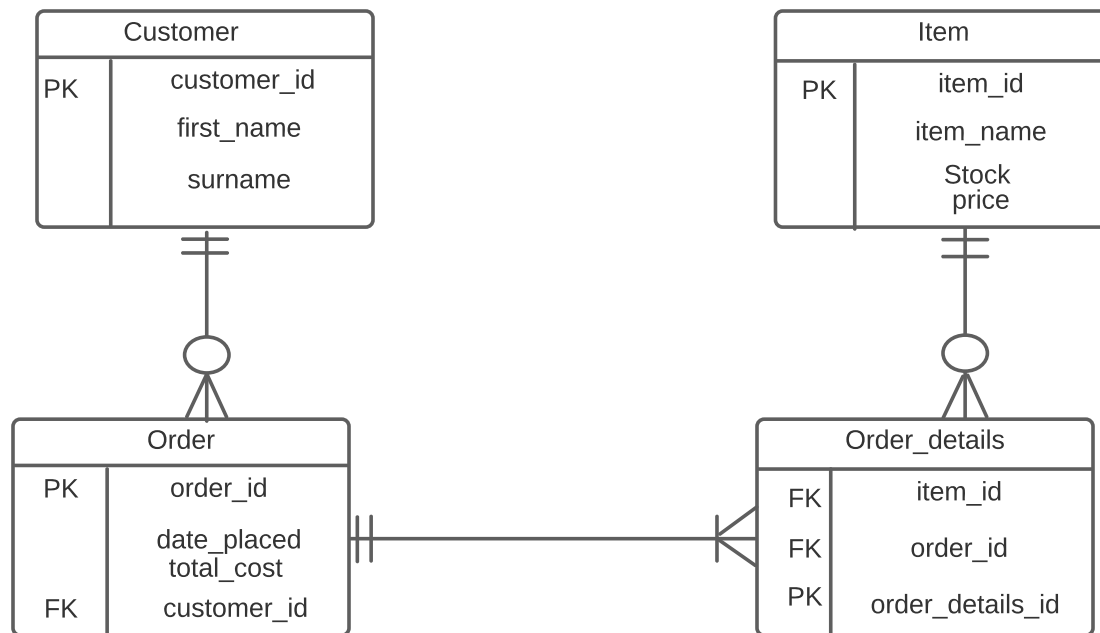 Customer
PK customer_id
first_name
surname
Item
PK item_id
item_name
Stock
price
Order
PK order_id
date_placed
total_cost
FK customer_id
Order_details
FK item_id
FK order_id
PK order_details_id